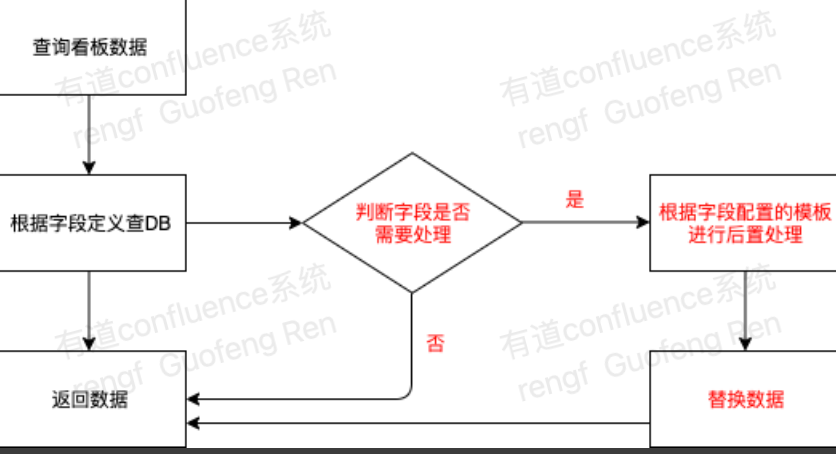 查询看板数据
有道confluence系统
rengf Guofeng Ren
有道confluence系统
rengf Guofeng Ren
根据字段定义查DB
判断字段是否
需要处理
是
根据字段配置的模板
进行后置处理
有道confluence系统
rengf Guofeng Ren
有道confluence系统
rengf Guofeng Ren
否
返回数据
替换数据